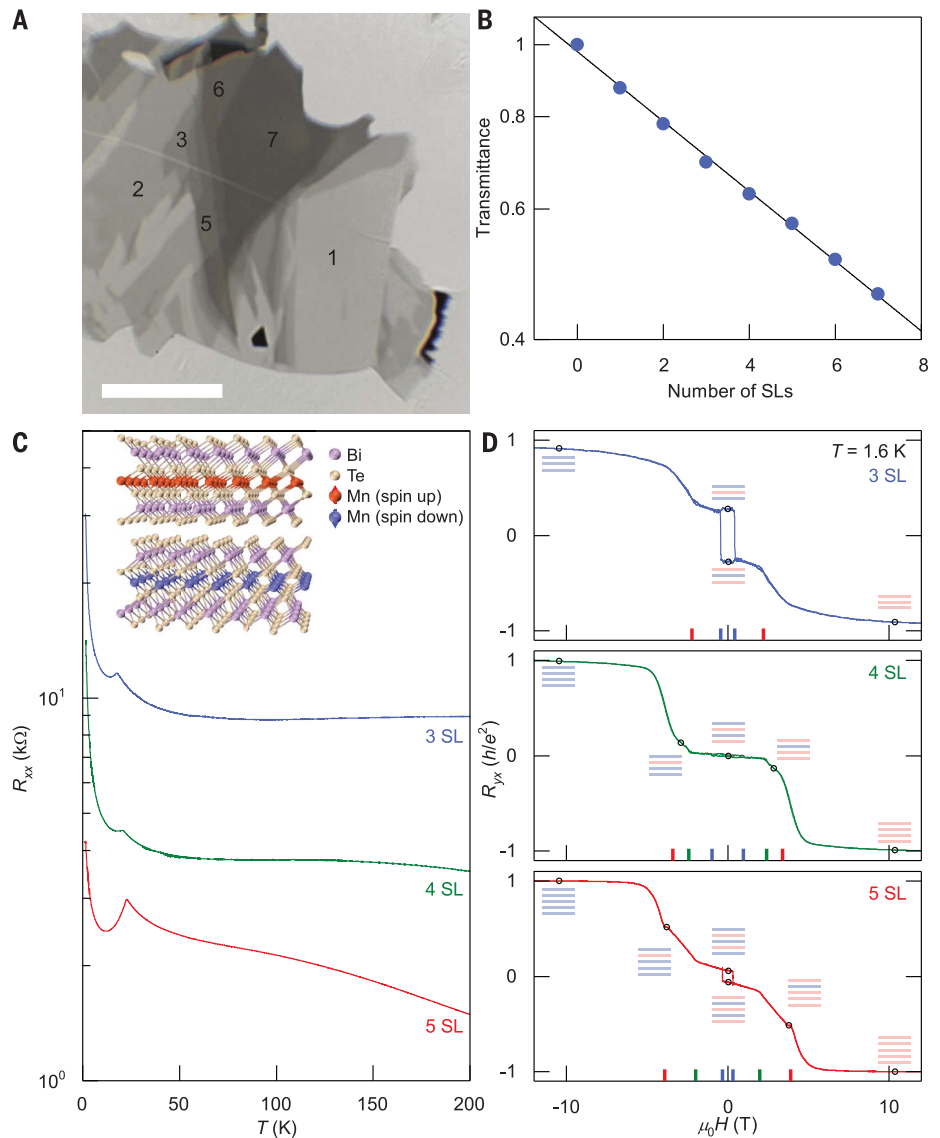 A
6
7
3
2
5
1
B
Transmittance
1
0.8
0.6
0.4
0
2
4
6
8
Number of SLs
C
Bi
Te
Mn (spin up)
Mn (spin down)
R_xx (kΩ)
10¹
10⁰
3 SL
4 SL
5 SL
0
50
100
150
200
T (K)
D
T = 1.6 K
3 SL
1
0
-1
4 SL
1
0
-1
R_yx (h/e²)
5 SL
1
0
-1
-10
0
10
μ₀H (T)